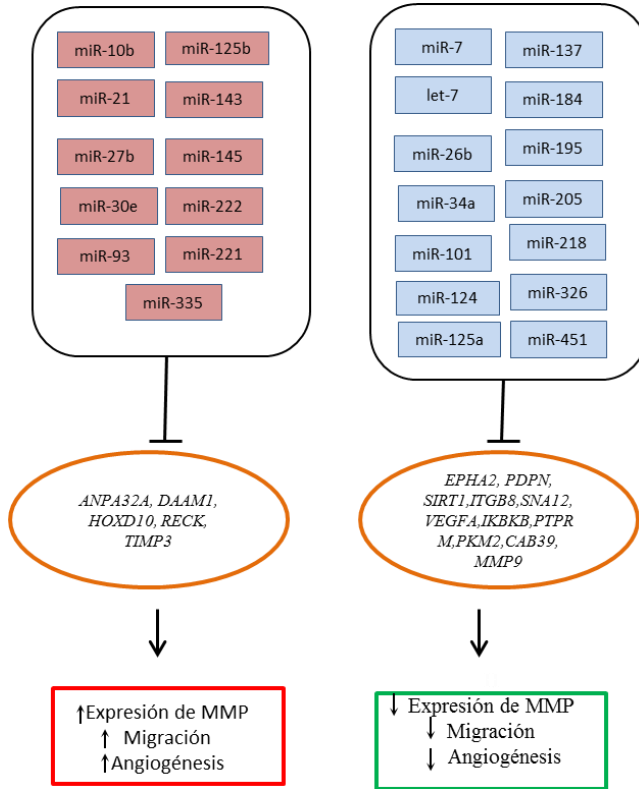 miR-10b
miR-125b
miR-21
miR-143
miR-27b
miR-145
miR-30e
miR-222
miR-93
miR-221
miR-335
miR-7
miR-137
let-7
miR-184
miR-26b
miR-195
miR-34a
miR-205
miR-101
miR-218
miR-124
miR-326
miR-125a
miR-451
ANPA32A, DAAM1,
HOXD10, RECK,
TIMP3
EPHA2, PDPN,
SIRT1,ITGB8,SNA12,
VEGFA,IKBKB,PTPR
M,PKM2,CAB39,
MMP9
↑Expresión de MMP
↑ Migración
↑Angiogénesis
↓ Expresión de MMP
↓ Migración
↓ Angiogénesis